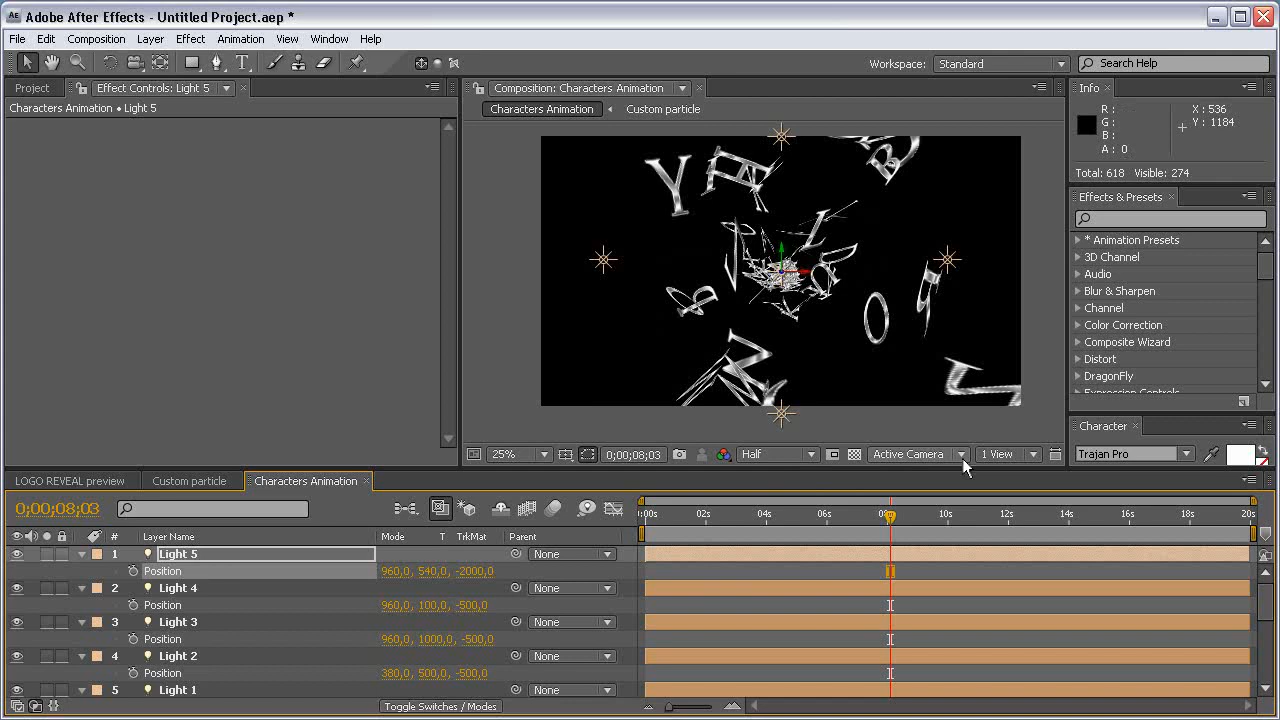 Adobe After Effects - Untitled Project.aep *
File Edit Composition Layer Effect Animation View Window Help
Workspace: Standard Search Help
Project Effect Controls: Light 5 Composition: Characters Animation Info
Characters Animation • Light 5 Characters Animation Custom particle
R : X : 536
G : Y : 1184
B :
A : 0
Total: 618 Visible: 274
Effects & Presets
* Animation Presets
3D Channel
Audio
Blur & Sharpen
Channel
Color Correction
Composite Wizard
Distort
DragonFly
Expression Controls
Character
Trajan Pro
25% 0;00;08;03 Half Active Camera 1 View
LOGO REVEAL preview Custom particle Characters Animation
0;00;08;03
0:00s 02s 04s 06s 10s 12s 14s 16s 18s 20s
# Layer Name Mode T TrkMat Parent
1 Light 5 None
Position 960,0, 540,0, -2000,0
2 Light 4 None
Position 960,0, 100,0, -500,0
3 Light 3 None
Position 960,0, 1000,0, -500,0
4 Light 2 None
Position 380,0, 500,0, -500,0
5 Light 1 None
Toggle Switches / Modes